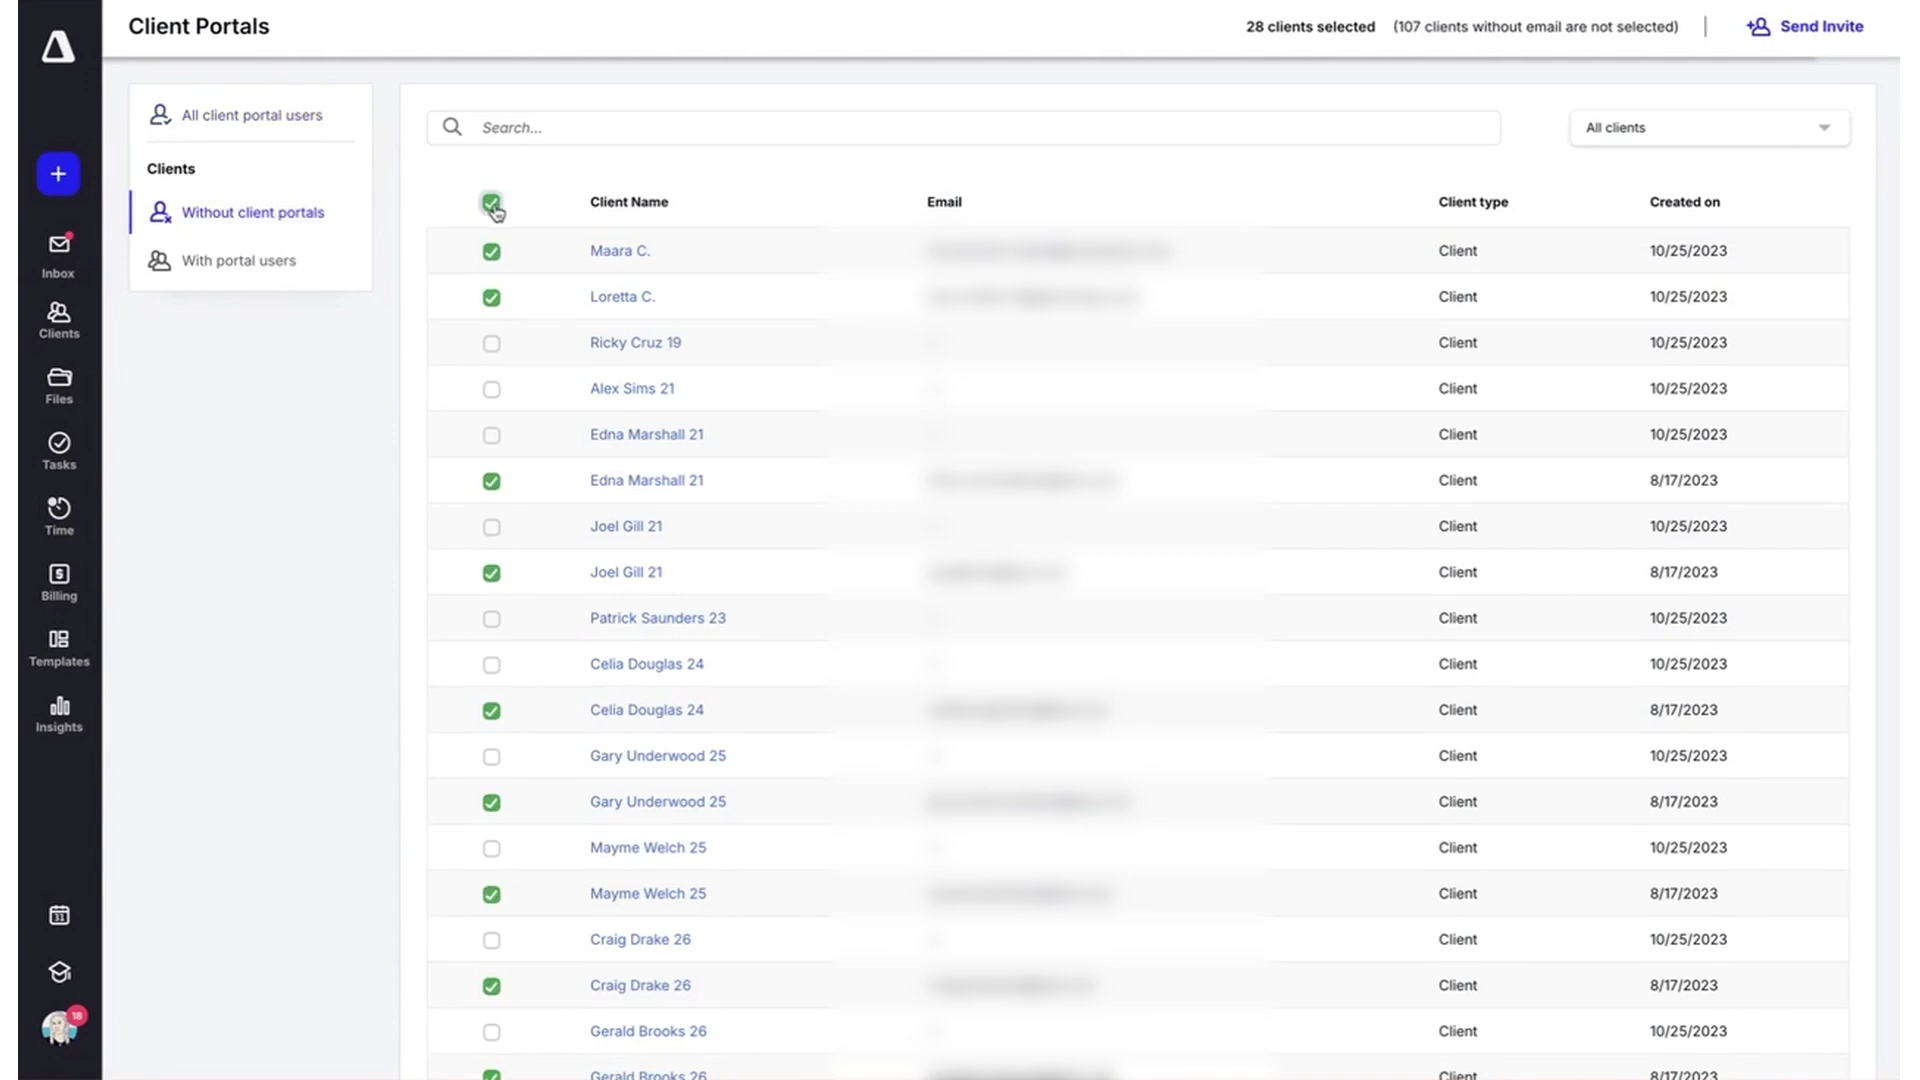 Client Portals
28 clients selected (107 clients without email are not selected) Send Invite
All client portal users
Clients
Without client portals
With portal users
Inbox
Clients
Files
Tasks
Time
Billing
Templates
Insights
31
18
Search...
All clients
Client Name Email Client type Created on
Maara C. Client 10/25/2023
Loretta C. Client 10/25/2023
Ricky Cruz 19 Client 10/25/2023
Alex Sims 21 Client 10/25/2023
Edna Marshall 21 Client 10/25/2023
Edna Marshall 21 Client 8/17/2023
Joel Gill 21 Client 10/25/2023
Joel Gill 21 Client 8/17/2023
Patrick Saunders 23 Client 10/25/2023
Celia Douglas 24 Client 10/25/2023
Celia Douglas 24 Client 8/17/2023
Gary Underwood 25 Client 10/25/2023
Gary Underwood 25 Client 8/17/2023
Mayme Welch 25 Client 10/25/2023
Mayme Welch 25 Client 8/17/2023
Craig Drake 26 Client 10/25/2023
Craig Drake 26 Client 8/17/2023
Gerald Brooks 26 Client 10/25/2023
Gerald Brooks 26 Client 8/17/2023